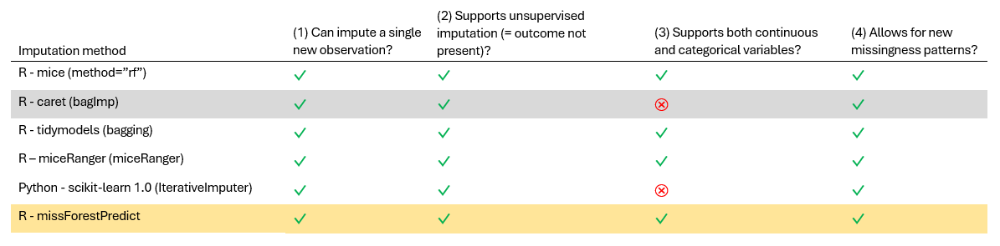 Imputation method
(1) Can impute a single
new observation?
(2) Supports unsupervised
imputation (= outcome not
present)?
(3) Supports both continuous
and categorical variables?
(4) Allows for new
missingness patterns?
R - mice (method=”rf”)
R - caret (bagImp)
R - tidymodels (bagging)
R – miceRanger (miceRanger)
Python - scikit-learn 1.0 (IterativeImputer)
R - missForestPredict